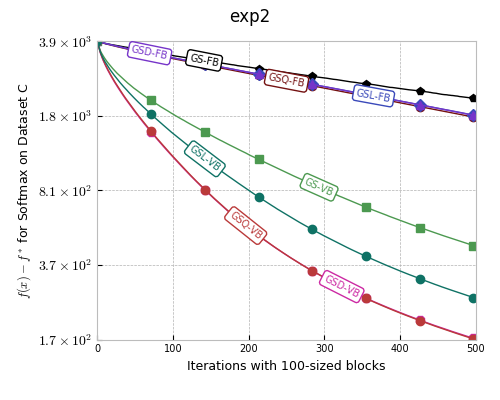 exp2
f(x) − f* for Softmax on Dataset C
3.9 × 10³
1.8 × 10³
8.1 × 10²
3.7 × 10²
1.7 × 10²
GSD-FB
GS-FB
GSQ-FB
GSL-FB
GSL-VB
GS-VB
GSQ-VB
GSD-VB
0 100 200 300 400 500
Iterations with 100-sized blocks